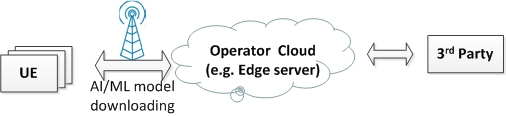 UE
AI/ML model
downloading
Operator Cloud
(e.g. Edge server)
3rd Party